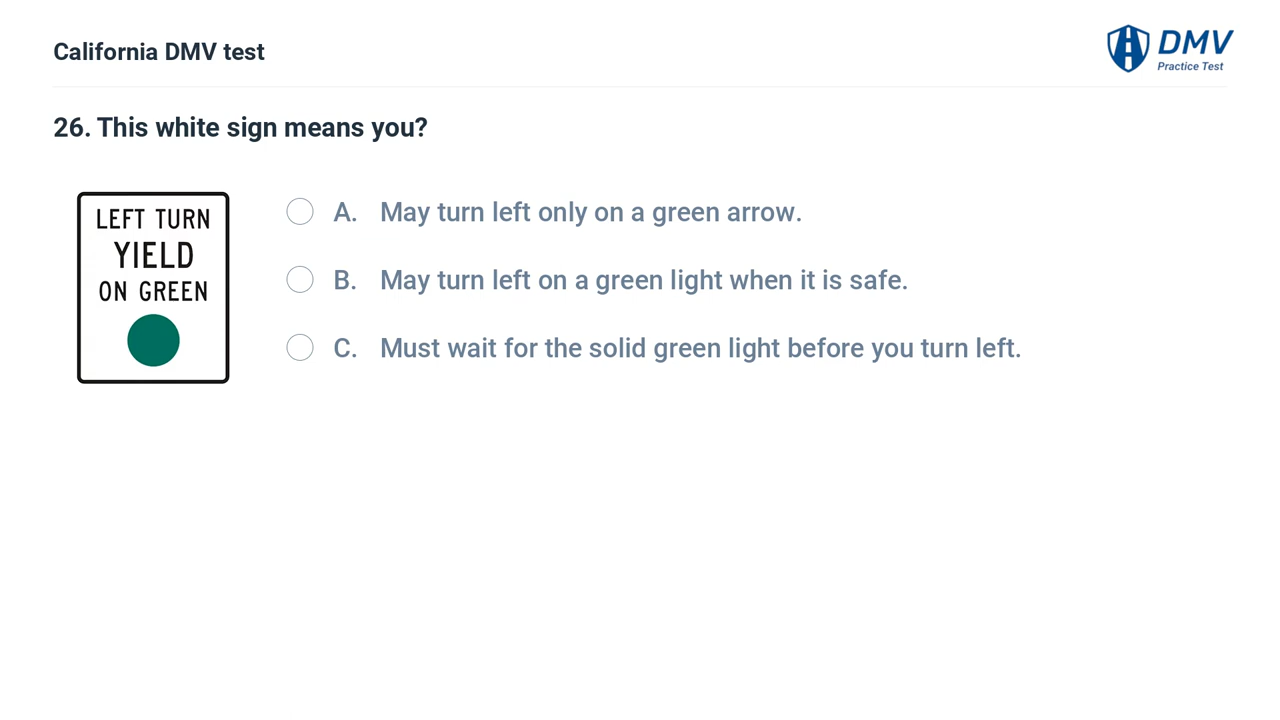 California DMV test
DMV
Practice Test
26. This white sign means you?
LEFT TURN
YIELD
ON GREEN
A. May turn left only on a green arrow.
B. May turn left on a green light when it is safe.
C. Must wait for the solid green light before you turn left.